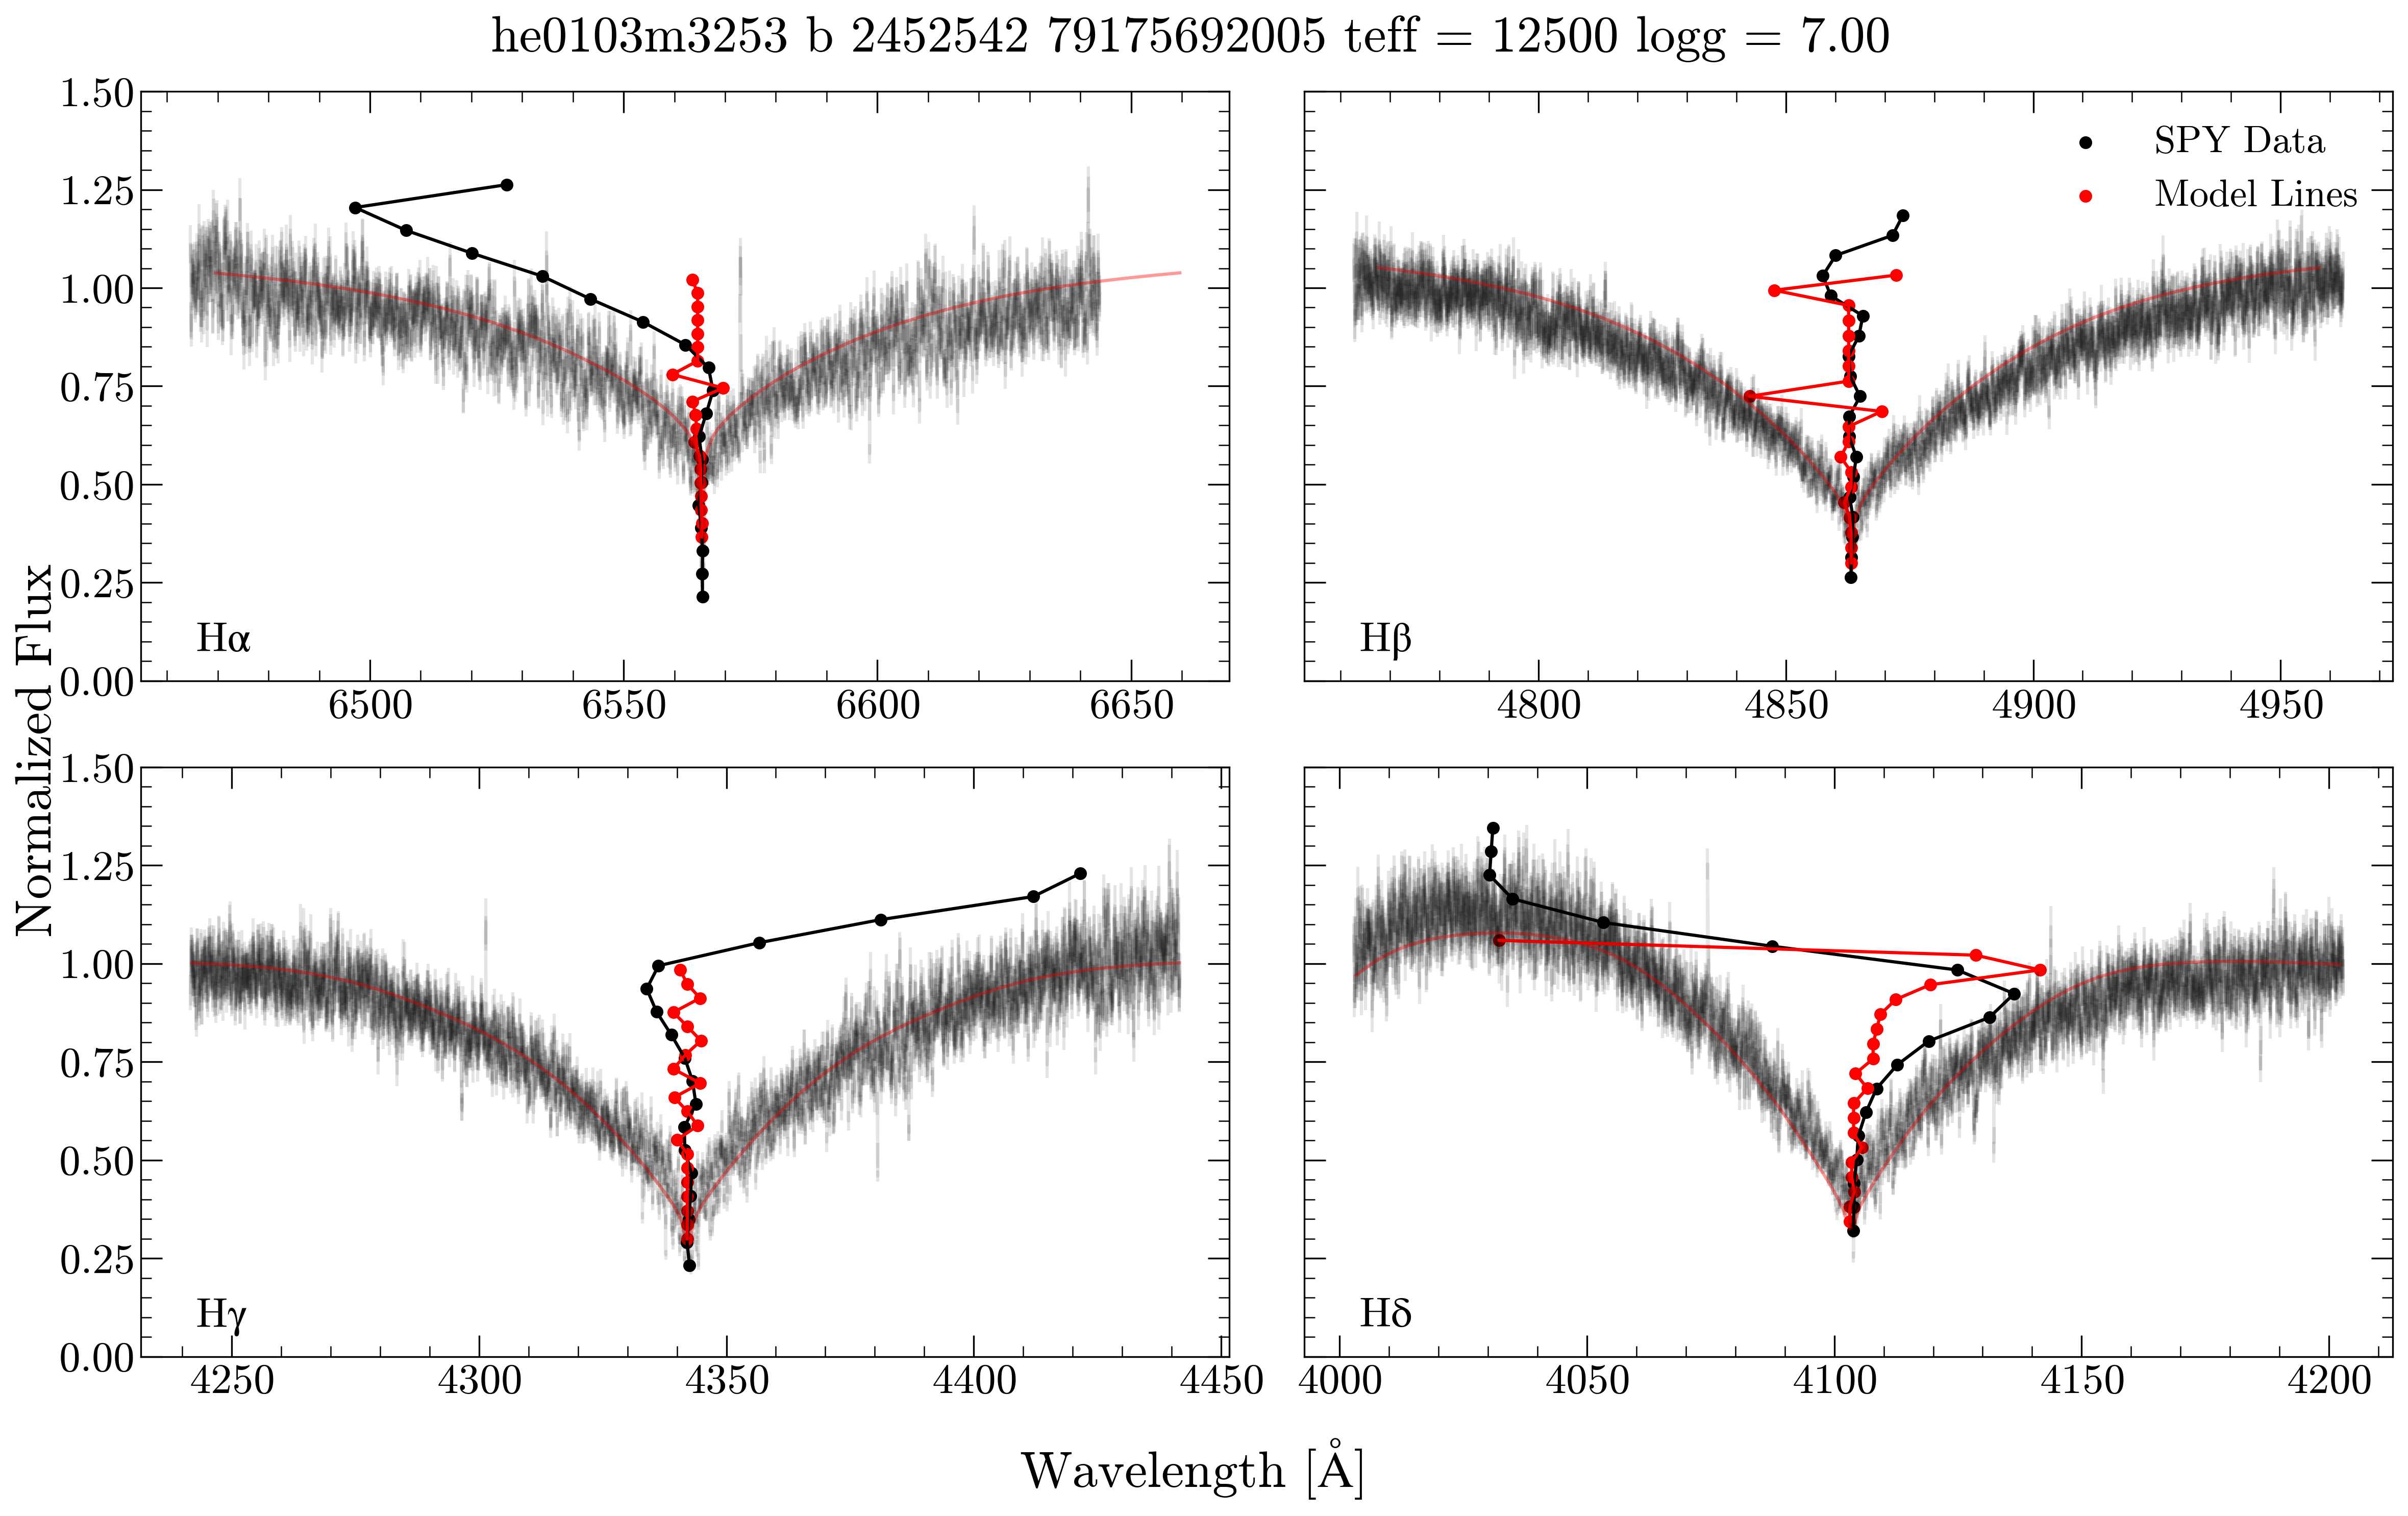 he0103m3253 b 2452542 79175692005 teff = 12500 logg = 7.00
Normalized Flux
1.50
1.25
1.00
0.75
0.50
0.25
0.00
Hα
6500 6550 6600 6650
SPY Data
Model Lines
Hβ
4800 4850 4900 4950
1.50
1.25
1.00
0.75
0.50
0.25
0.00
Hγ
4250 4300 4350 4400 4450
Hδ
4000 4050 4100 4150 4200
Wavelength [Å]